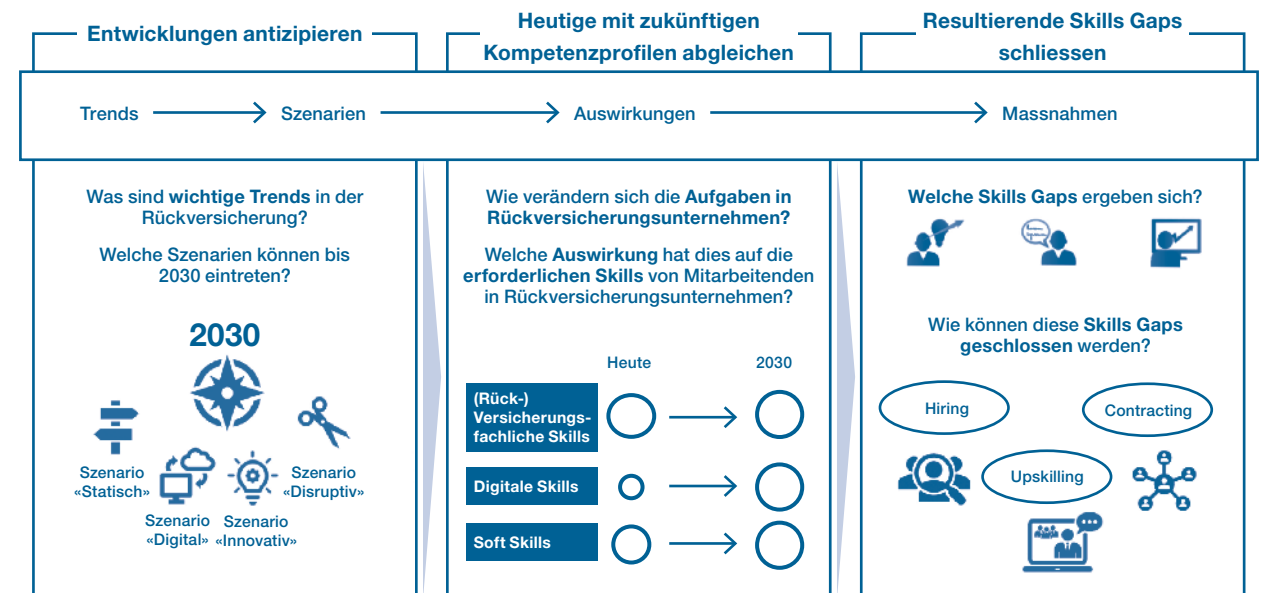 Entwicklungen antizipieren
Heutige mit zukünftigen
Kompetenzprofilen abgleichen
Resultierende Skills Gaps
schliessen
Trends
Szenarien
Auswirkungen
Massnahmen
Was sind wichtige Trends in der
Rückversicherung?
Welche Szenarien können bis
2030 eintreten?
2030
Szenario
«Statisch»
Szenario
«Digital»
Szenario
«Innovativ»
Szenario
«Disruptiv»
Wie verändern sich die Aufgaben in
Rückversicherungsunternehmen?
Welche Auswirkung hat dies auf die
erforderlichen Skills von Mitarbeitenden
in Rückversicherungsunternehmen?
Heute
2030
(Rück-)
Versicherungs-
fachliche Skills
Digitale Skills
Soft Skills
Welche Skills Gaps ergeben sich?
Wie können diese Skills Gaps
geschlossen werden?
Hiring
Contracting
Upskilling